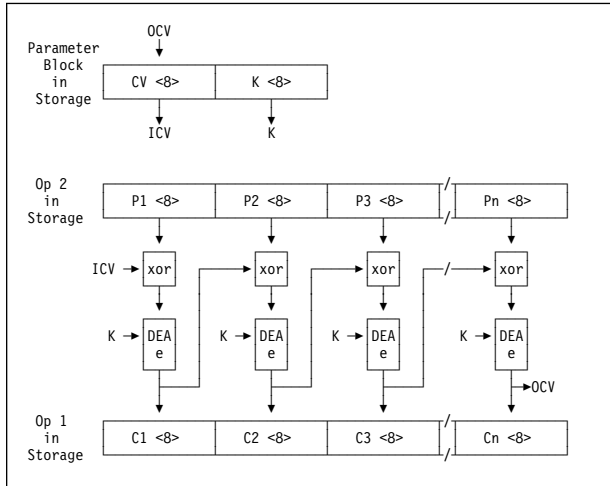 OCV
Parameter
Block
in
Storage
CV <8> K <8>
ICV K
Op 2
in
Storage
P1 <8> P2 <8> P3 <8> / Pn <8>
/
ICV xor xor xor / xor
K DEA e K DEA e K DEA e K DEA e
OCV
Op 1
in
Storage
C1 <8> C2 <8> C3 <8> / Cn <8>
/